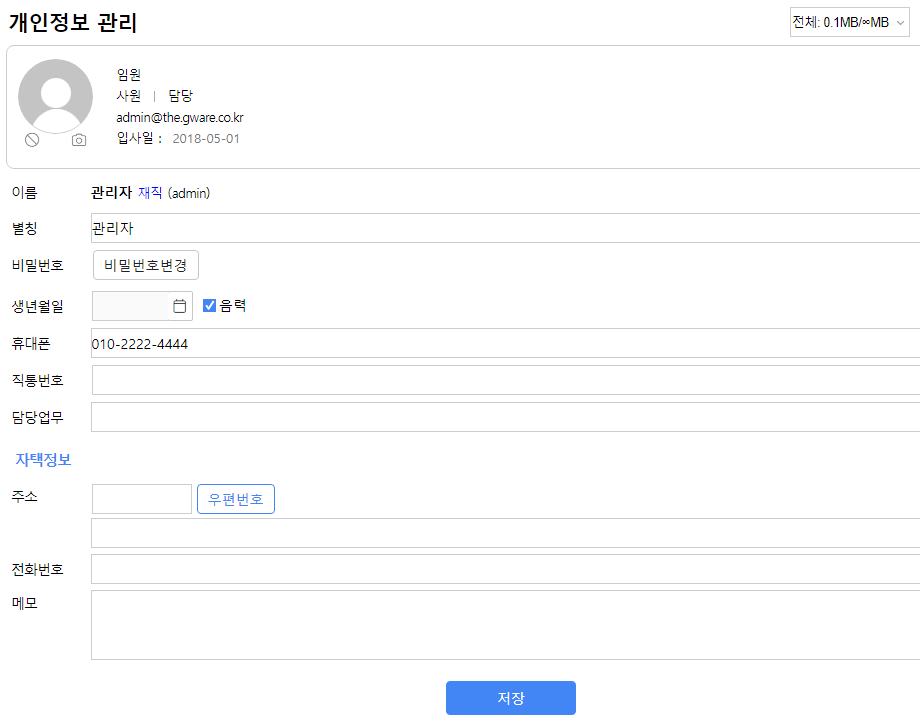 개인정보 관리
전체: 0.1MB/∞MB
임원
사원 | 담당
admin@the.gware.co.kr
입사일 : 2018-05-01
이름 관리자 재직 (admin)
별칭 관리자
비밀번호 비밀번호변경
생년월일 음력
휴대폰 010-2222-4444
직통번호
담당업무
자택정보
주소 우편번호
전화번호
메모
저장